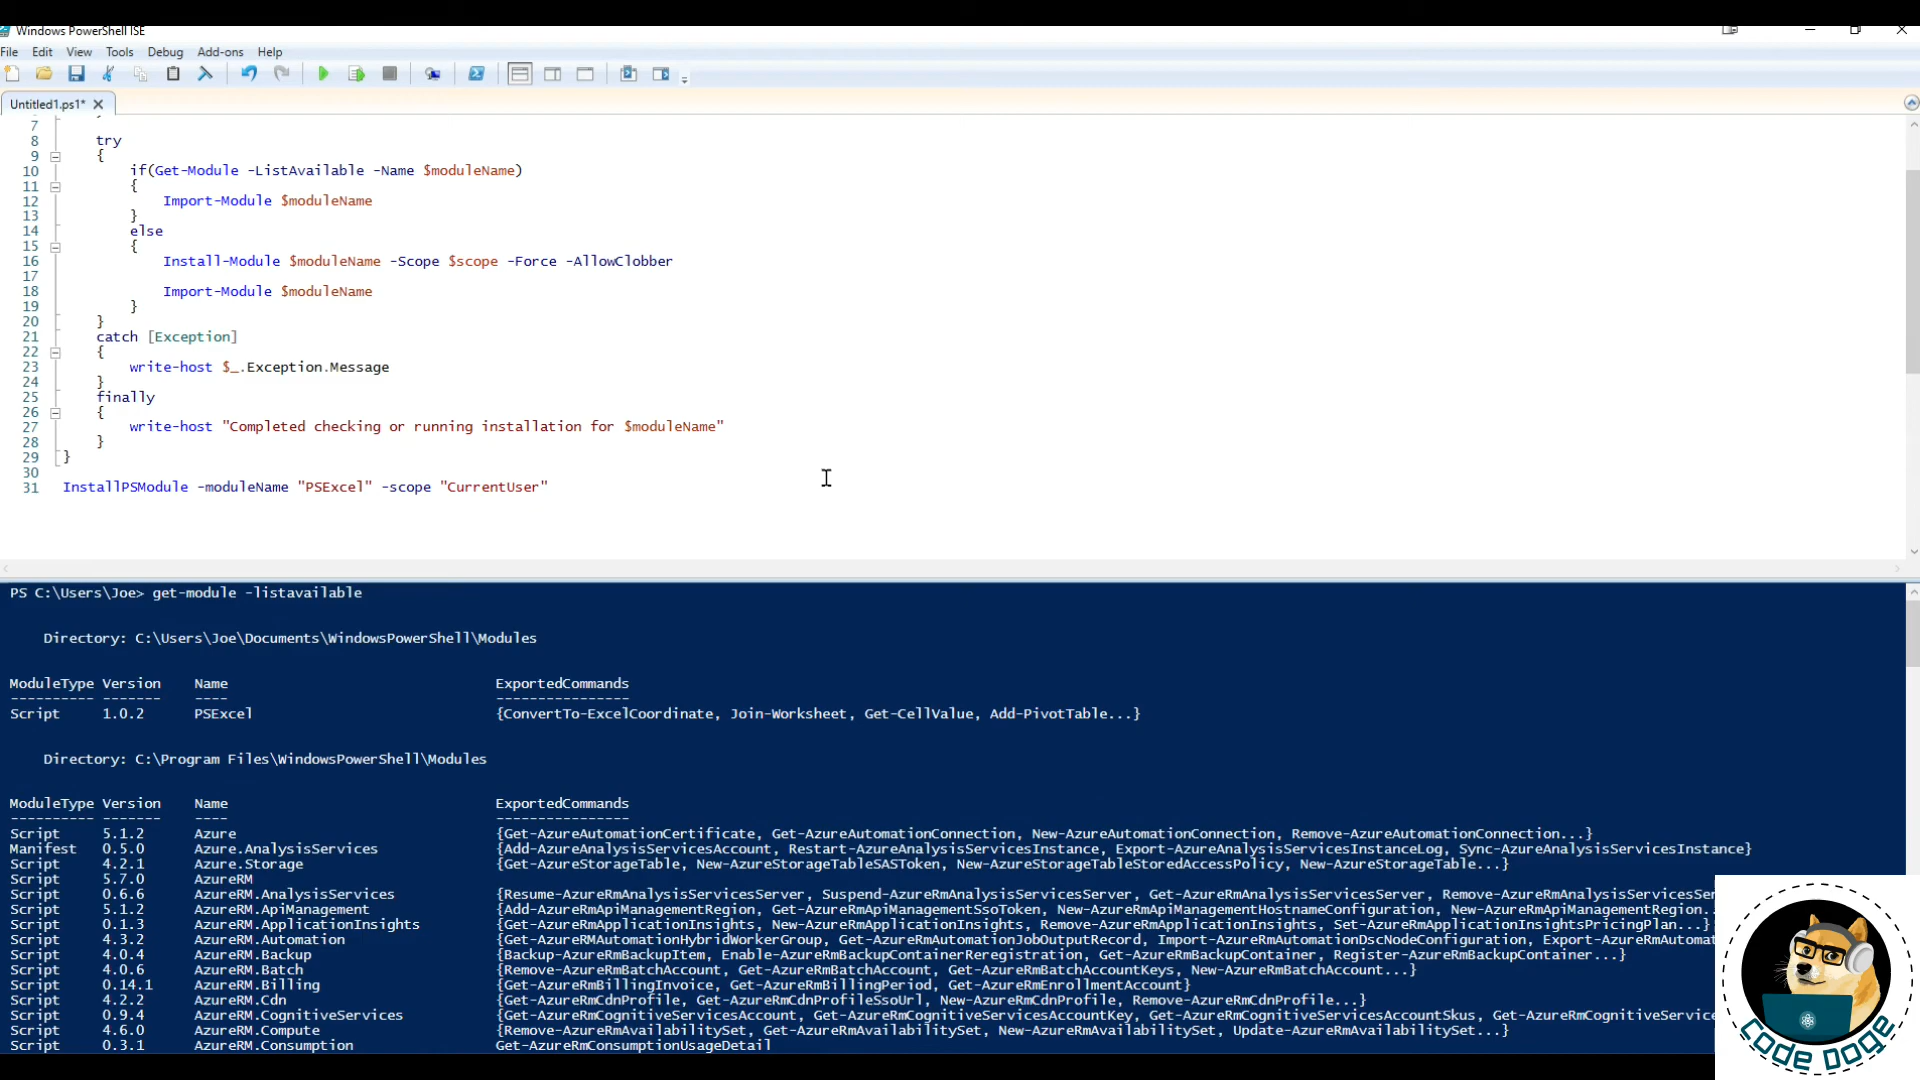 Windows PowerShell ISE
File Edit View Tools Debug Add-ons Help
Untitled1.ps1* X
7
8 try
9 {
10 if(Get-Module -ListAvailable -Name $moduleName)
11 {
12 Import-Module $moduleName
13 }
14 else
15 {
16 Install-Module $moduleName -Scope $scope -Force -AllowClobber
17
18 Import-Module $moduleName
19 }
20 }
21 catch [Exception]
22 {
23 write-host $_.Exception.Message
24 }
25 finally
26 {
27 write-host "Completed checking or running installation for $moduleName"
28 }
29 }
30
31 InstallPSModule -moduleName "PSExcel" -scope "CurrentUser"
PS C:\Users\Joe> get-module -listavailable
Directory: C:\Users\Joe\Documents\WindowsPowerShell\Modules
ModuleType Version Name ExportedCommands
---------- ------- ---- ----------------
Script 1.0.2 PSExcel {ConvertTo-ExcelCoordinate, Join-Worksheet, Get-CellValue, Add-PivotTable...}
Directory: C:\Program Files\WindowsPowerShell\Modules
ModuleType Version Name ExportedCommands
---------- ------- ---- ----------------
Script 5.1.2 Azure {Get-AzureAutomationCertificate, Get-AzureAutomationConnection, New-AzureAutomationConnection, Remove-AzureAutomationConnection...}
Manifest 0.5.0 Azure.AnalysisServices {Add-AzureAnalysisServicesAccount, Restart-AzureAnalysisServicesInstance, Export-AzureAnalysisServicesInstanceLog, Sync-AzureAnalysisServicesInstance}
Script 4.2.1 Azure.Storage {Get-AzureStorageTable, New-AzureStorageTableSASToken, New-AzureStorageTableStoredAccessPolicy, New-AzureStorageTable...}
Script 5.7.0 AzureRM
Script 0.6.6 AzureRM.AnalysisServices {Resume-AzureRmAnalysisServicesServer, Suspend-AzureRmAnalysisServicesServer, Get-AzureRmAnalysisServicesServer, Remove-AzureRmAnalysisServicesSer
Script 5.1.2 AzureRM.ApiManagement {Add-AzureRmApiManagementRegion, Get-AzureRmApiManagementSsoToken, New-AzureRmApiManagementHostnameConfiguration, New-AzureRmApiManagementRegion..
Script 0.1.3 AzureRM.ApplicationInsights {Get-AzureRmApplicationInsights, New-AzureRmApplicationInsights, Remove-AzureRmApplicationInsights, Set-AzureRmApplicationInsightsPricingPlan...}
Script 4.3.2 AzureRM.Automation {Get-AzureRMAutomationHybridWorkerGroup, Get-AzureRmAutomationJobOutputRecord, Import-AzureRmAutomationDscNodeConfiguration, Export-AzureRmAutomat
Script 4.0.4 AzureRM.Backup {Backup-AzureRmBackupItem, Enable-AzureRmBackupContainerReregistration, Get-AzureRmBackupContainer, Register-AzureRmBackupContainer...}
Script 4.0.6 AzureRM.Batch {Remove-AzureRmBatchAccount, Get-AzureRmBatchAccount, Get-AzureRmBatchAccountKeys, New-AzureRmBatchAccount...}
Script 0.14.1 AzureRM.Billing {Get-AzureRmBillingInvoice, Get-AzureRmBillingPeriod, Get-AzureRmEnrollmentAccount}
Script 4.2.2 AzureRM.Cdn {Get-AzureRmCdnProfile, Get-AzureRmCdnProfileSsoUrl, New-AzureRmCdnProfile, Remove-AzureRmCdnProfile...}
Script 0.9.4 AzureRM.CognitiveServices {Get-AzureRmCognitiveServicesAccount, Get-AzureRmCognitiveServicesAccountKey, Get-AzureRmCognitiveServicesAccountSkus, Get-AzureRmCognitiveService
Script 4.6.0 AzureRM.Compute {Remove-AzureRmAvailabilitySet, Get-AzureRmAvailabilitySet, New-AzureRmAvailabilitySet, Update-AzureRmAvailabilitySet...}
Script 0.3.1 AzureRM.Consumption Get-AzureRmConsumptionUsageDetail
Code Doge